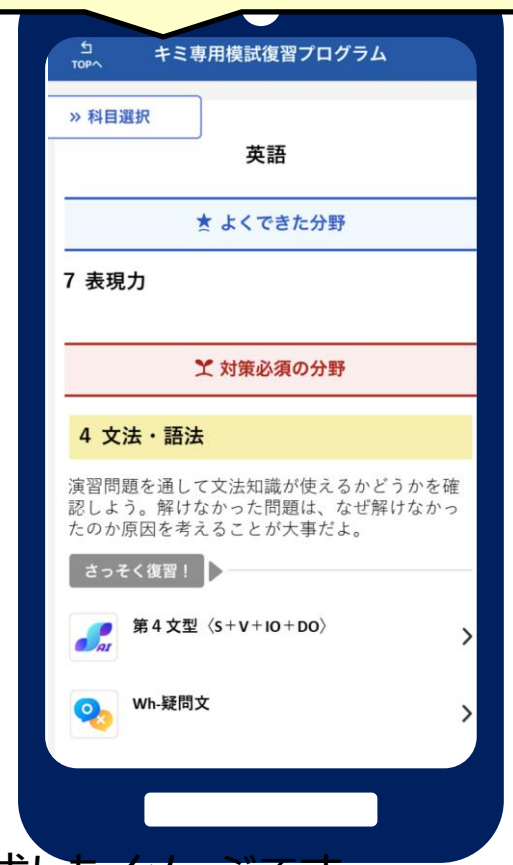 TOPへ
キミ専用模試復習プログラム
» 科目選択
英語
★ よくできた分野
7 表現力
対策必須の分野
4 文法・語法
演習問題を通して文法知識が使えるかどうかを確
認しよう。解けなかった問題は、なぜ解けなかっ
たのか原因を考えることが大事だよ。
さっそく復習！
AI
第4文型〈S+V+IO+DO〉
Wh-疑問文